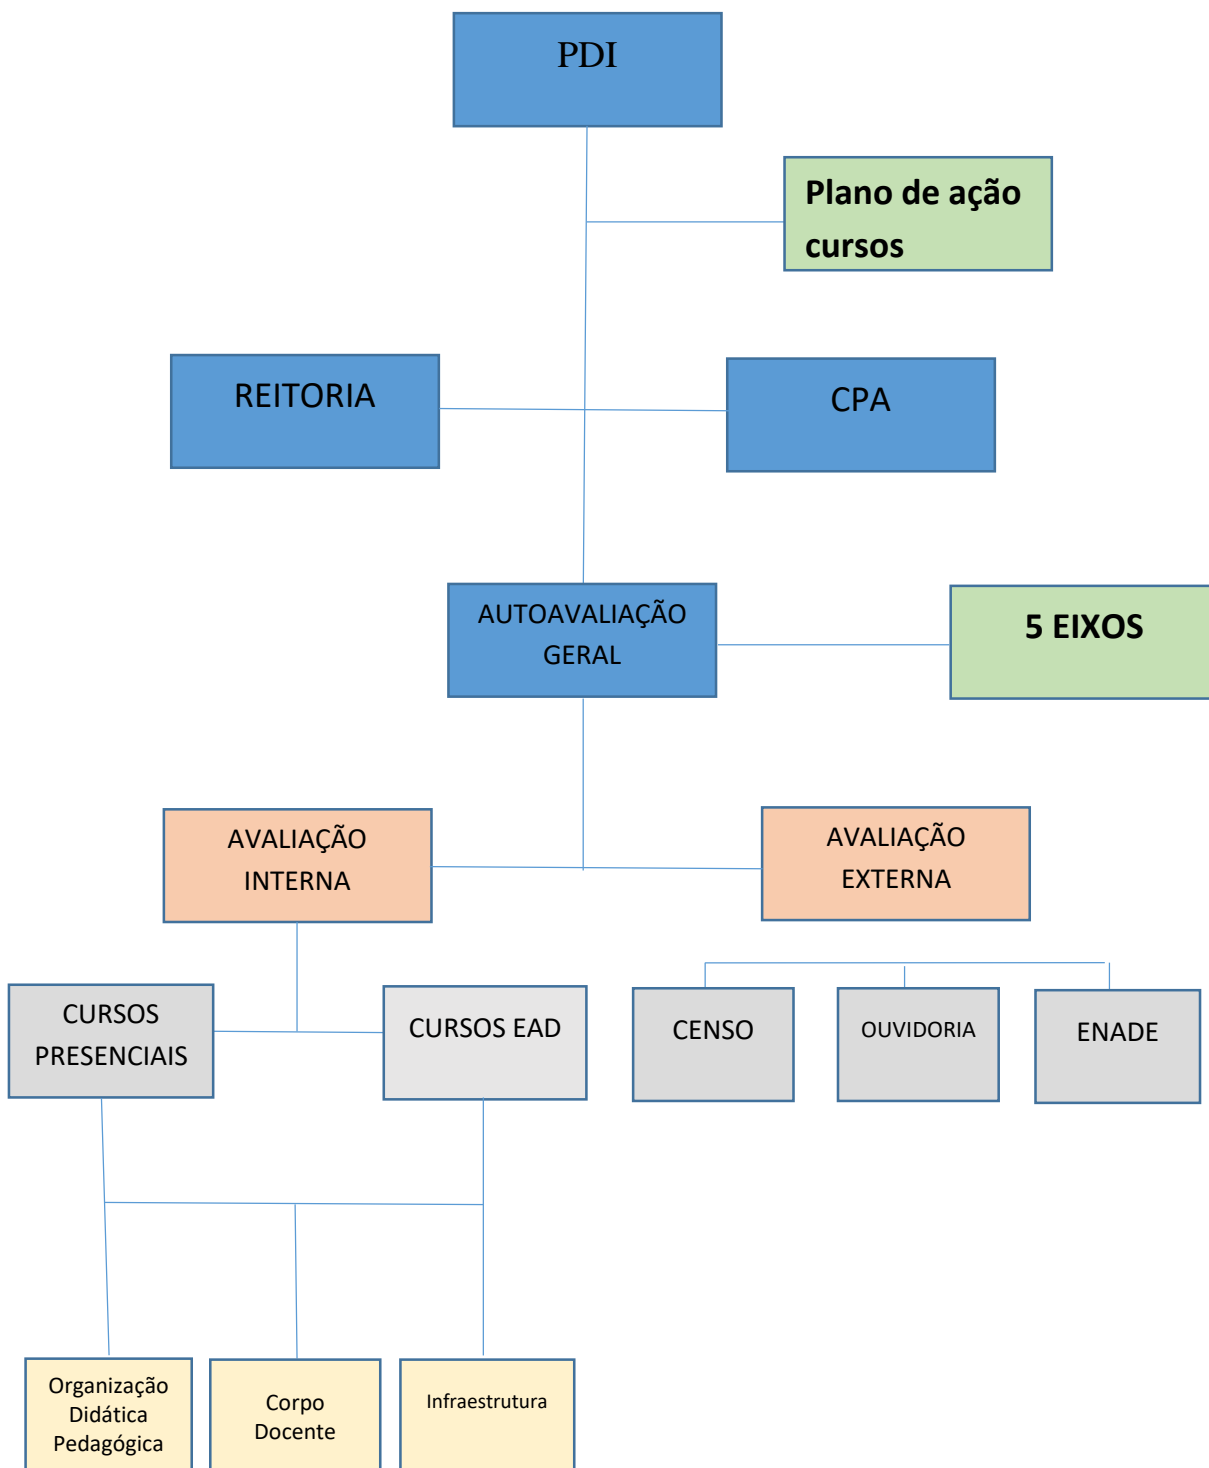 PDI
Plano de ação
cursos
REITORIA
CPA
AUTOAVALIAÇÃO
GERAL
5 EIXOS
AVALIAÇÃO
INTERNA
AVALIAÇÃO
EXTERNA
CURSOS
PRESENCIAIS
CURSOS EAD
CENSO
OUVIDORIA
ENADE
Organização
Didática
Pedagógica
Corpo
Docente
Infraestrutura